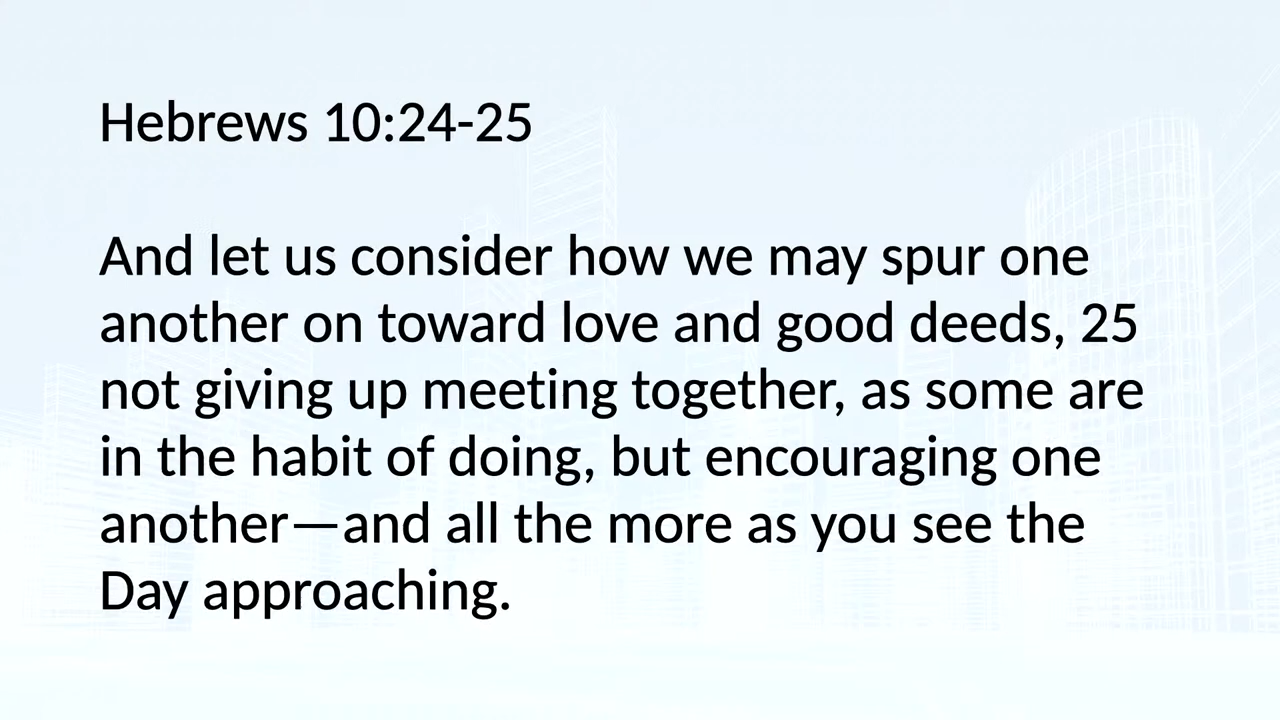 Hebrews 10:24-25
And let us consider how we may spur one
another on toward love and good deeds, 25
not giving up meeting together, as some are
in the habit of doing, but encouraging one
another—and all the more as you see the
Day approaching.